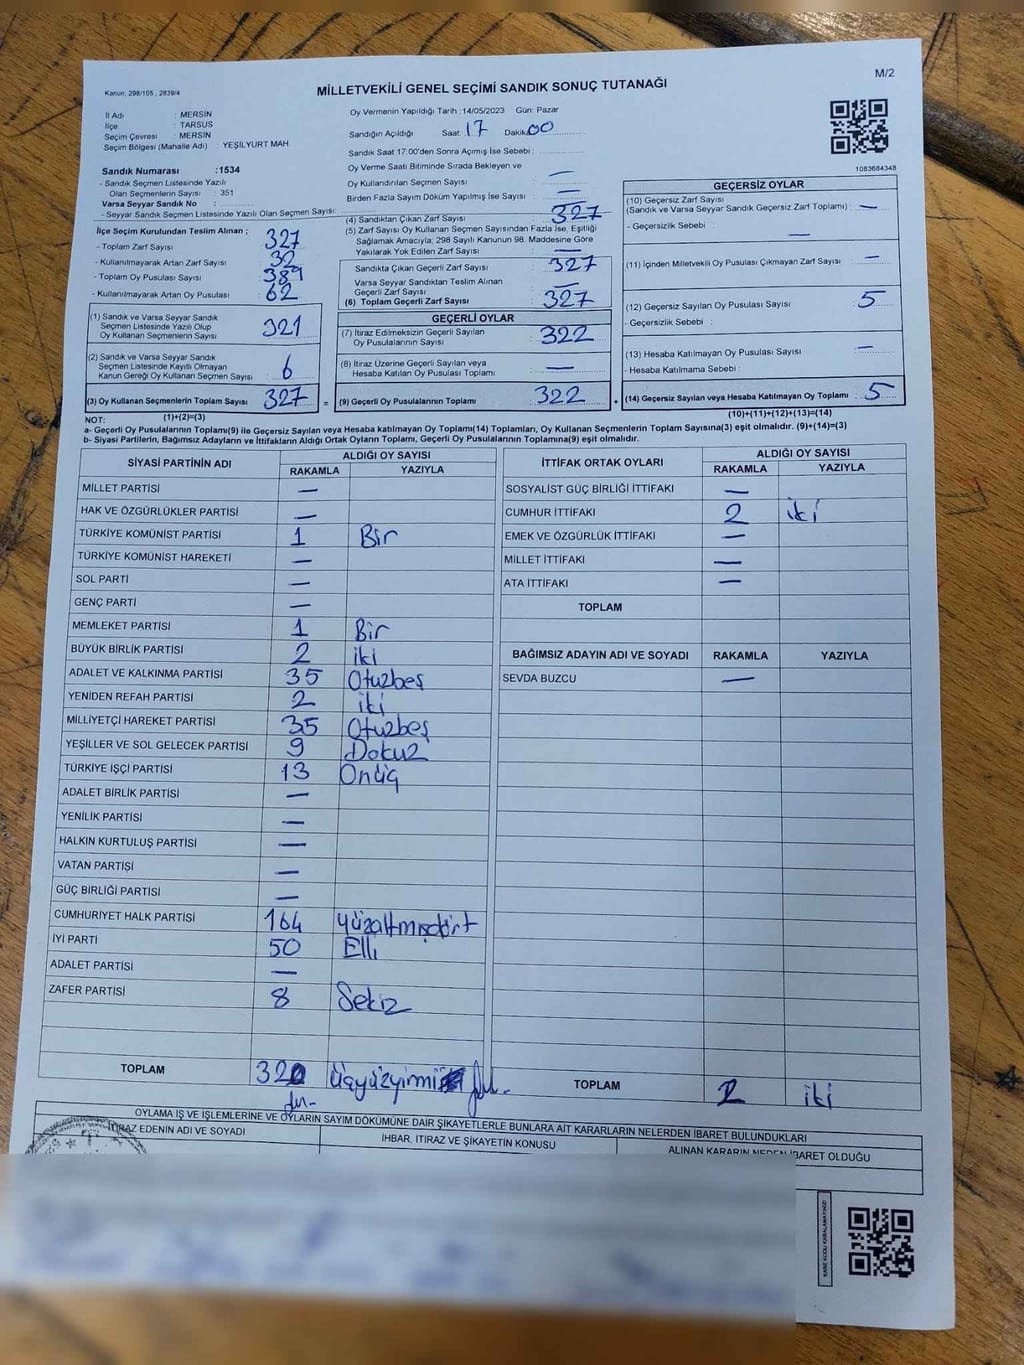 MİLLETVEKİLİ GENEL SEÇİMİ SANDIK SONUÇ TUTANAĞI
M/2
Kanun: 298/105 , 2839/4
İl Adı : MERSİN
İlçe : TARSUS
Seçim Çevresi : MERSİN
Seçim Bölgesi (Mahalle Adı) : YEŞİLYURT MAH.
Oy Vermenin Yapıldığı Tarih : 14/05/2023 Gün: Pazar
Sandığın Açıldığı Saat: 17 Dakika: 00
Sandık Saat 17:00'den Sonra Açımış İse Sebebi :
Oy Verme Saati Bitiminde Sırada Bekleyen ve
Oy Kullandırılan Seçmen Sayısı —
Birden Fazla Sayım Döküm Yapılmış İse Sayısı —
1083684348
Sandık Numarası : 1534
- Sandık Seçmen Listesinde Yazılı
Olan Seçmenlerin Sayısı : 351
Varsa Seyyar Sandık No :
- Seyyar Sandık Seçmen Listesinde Yazılı Olan Seçmen Sayısı:
İlçe Seçim Kurulundan Teslim Alınan ;
- Toplam Zarf Sayısı : 327
- Kullanılmayarak Artan Zarf Sayısı : 32
- Toplam Oy Pusulası Sayısı : 389
- Kullanılmayarak Artan Oy Pusulası : 62
(1) Sandık ve Varsa Seyyar Sandık
Seçmen Listesinde Yazılı Olup
Oy Kullanan Seçmenlerin Sayısı : 321
(2) Sandık ve Varsa Seyyar Sandık
Seçmen Listesinde Kayıtlı Olmayan
Kanun Gereği Oy Kullanan Seçmen Sayısı : 6
(3) Oy Kullanan Seçmenlerin Toplam Sayısı : 327
(1)+(2)=(3)
(4) Sandıktan Çıkan Zarf Sayısı : 327
(5) Zarf Sayısı Oy Kullanan Seçmen Sayısından Fazla İse, Eşitliği
Sağlamak Amacıyla; 298 Sayılı Kanunun 98. Maddesine Göre
Yakılarak Yok Edilen Zarf Sayısı : —
Sandıkta Çıkan Geçerli Zarf Sayısı : 327
Varsa Seyyar Sandıktan Teslim Alınan
Geçerli Zarf Sayısı : —
(6) Toplam Geçerli Zarf Sayısı : 327
GEÇERLİ OYLAR
(7) İtiraz Edilmeksizin Geçerli Sayılan
Oy Pusulalarının Sayısı : 322
(8) İtiraz Üzerine Geçerli Sayılan veya
Hesaba Katılan Oy Pusulası Toplamı : —
= (9) Geçerli Oy Pusulalarının Toplamı : 322 +
GEÇERSİZ OYLAR
(10) Geçersiz Zarf Sayısı
(Sandık ve Varsa Seyyar Sandık Geçersiz Zarf Toplamı) : —
- Geçersizlik Sebebi : —
(11) İçinden Milletvekili Oy Pusulası Çıkmayan Zarf Sayısı : —
(12) Geçersiz Sayılan Oy Pusulası Sayısı : 5
- Geçersizlik Sebebi :
(13) Hesaba Katılmayan Oy Pusulası Sayısı : —
- Hesaba Katılmama Sebebi :
(14) Geçersiz Sayılan veya Hesaba Katılmayan Oy Toplamı : 5
(10)+(11)+(12)+(13)=(14)
NOT:
a- Geçerli Oy Pusulaları Toplamı(9) ile Geçersiz Sayılan veya Hesaba katılmayan Oy Toplamı(14) Toplamları, Oy Kullanan Seçmenlerin Toplam Sayısına(3) eşit olmalıdır. (9)+(14)=(3)
b- Siyasi Partilerin, Bağımsız Adayların ve İttifakların Aldığı Ortak Oyların Toplamı, Geçerli Oy Pusulalarının Toplamına(9) eşit olmalıdır.
SİYASİ PARTİNİN ADI ALDIĞI OY SAYISI
RAKAMLA YAZIYLA
MİLLET PARTİSİ —
HAK VE ÖZGÜRLÜKLER PARTİSİ —
TÜRKİYE KOMÜNİST PARTİSİ 1 Bir
TÜRKİYE KOMÜNİST HAREKETİ —
SOL PARTİ —
GENÇ PARTİ —
MEMLEKET PARTİSİ 1 Bir
BÜYÜK BİRLİK PARTİSİ 2 iki
ADALET VE KALKINMA PARTİSİ 35 Otuzbeş
YENİDEN REFAH PARTİSİ 2 iki
MİLLİYETÇİ HAREKET PARTİSİ 35 Otuzbeş
YEŞİLLER VE SOL GELECEK PARTİSİ 9 Dokuz
TÜRKİYE İŞÇİ PARTİSİ 13 Onüç
ADALET BİRLİK PARTİSİ —
YENİLİK PARTİSİ —
HALKIN KURTULUŞ PARTİSİ —
VATAN PARTİSİ —
GÜÇ BİRLİĞİ PARTİSİ —
CUMHURİYET HALK PARTİSİ 164 yüzaltmışdört
İYİ PARTİ 50 Elli
ADALET PARTİSİ —
ZAFER PARTİSİ 8 Sekiz
TOPLAM 320 Üçyüzyirmi
İTTİFAK ORTAK OYLARI ALDIĞI OY SAYISI
RAKAMLA YAZIYLA
SOSYALİST GÜÇ BİRLİĞİ İTTİFAKI —
CUMHUR İTTİFAKI 2 iki
EMEK VE ÖZGÜRLÜK İTTİFAKI —
MİLLET İTTİFAKI —
ATA İTTİFAKI —
TOPLAM
BAĞIMSIZ ADAYIN ADI VE SOYADI RAKAMLA YAZIYLA
SEVDA BUZCU —
TOPLAM 2 iki
OYLAMA İŞ VE İŞLEMLERİNE VE OYLARIN SAYIM DÖKÜMÜNE DAİR ŞİKAYETLERLE BUNLARA AİT KARARLARIN NELERDEN İBARET BULUNDUKLARI
İTİRAZ EDENİN ADI VE SOYADI İHBAR, İTİRAZ VE ŞİKAYETİN KONUSU ALINAN KARARIN NEDEN İBARET OLDUĞU
KARE KODU KARALAMAYINIZ!